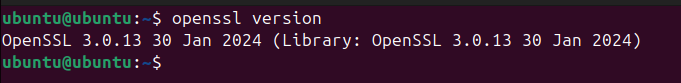 ubuntu@ubuntu:~$ openssl version
OpenSSL 3.0.13 30 Jan 2024 (Library: OpenSSL 3.0.13 30 Jan 2024)
ubuntu@ubuntu:~$